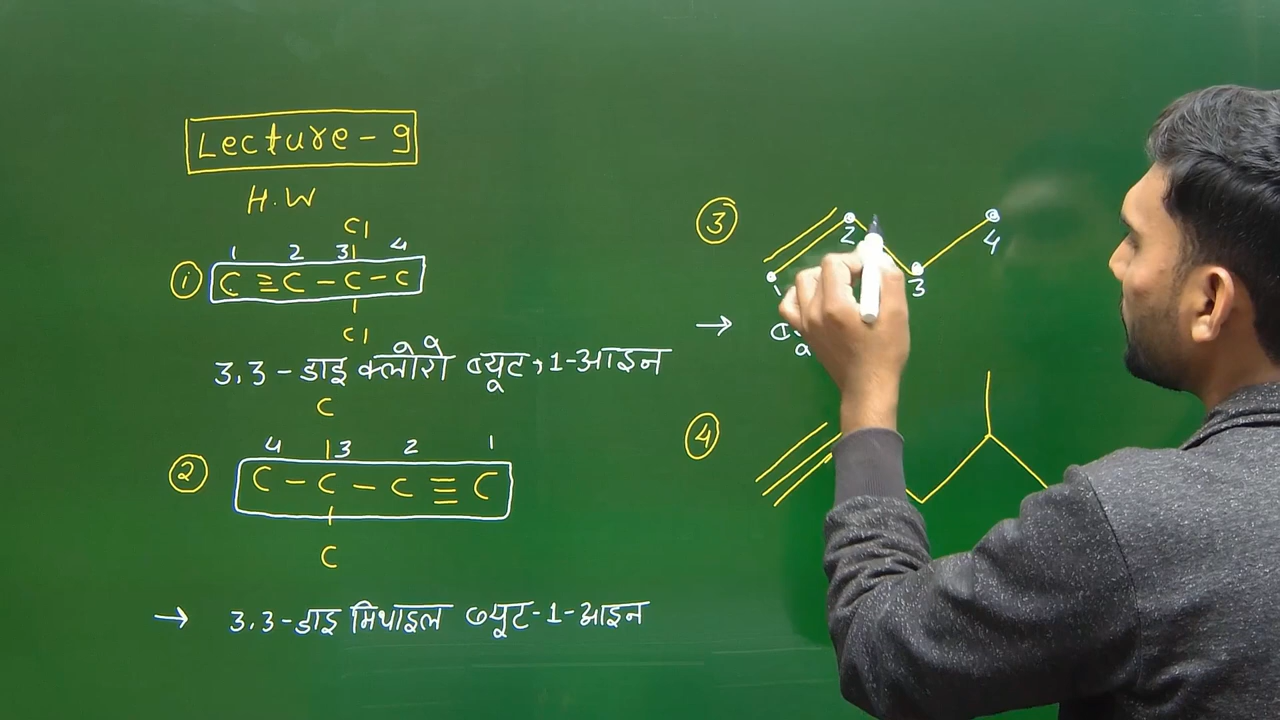 Lecture - 9
H.W
Cl
1 2 3 4
① C ≡ C - C - C
Cl
3,3 - डाइ क्लोरो ब्यूट,1-आइन
C
4 3 2 1
② C - C - C ≡ C
C
→ 3,3-डाइ मिथाइल ब्यूट-1-आइन
③
2 4
1 3
→
④